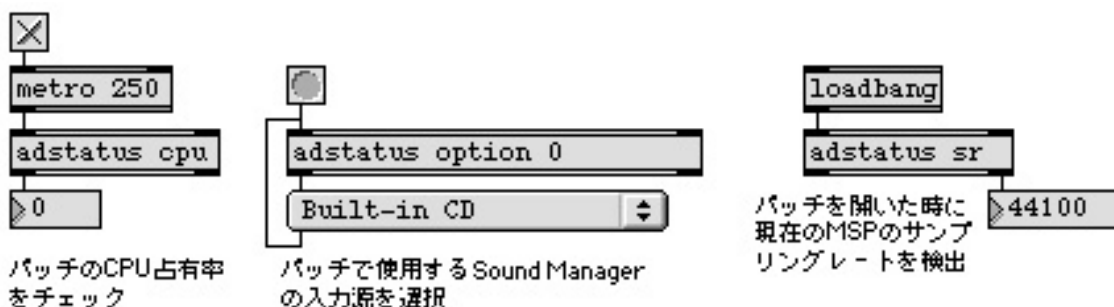 metro 250
adstatus cpu
0
パッチのCPU占有率
をチェック
adstatus option 0
Built-in CD
パッチで使用するSound Manager
の入力源を選択
loadbang
adstatus sr
44100
パッチを開いた時に
現在のMSPのサンプ
リングレートを検出